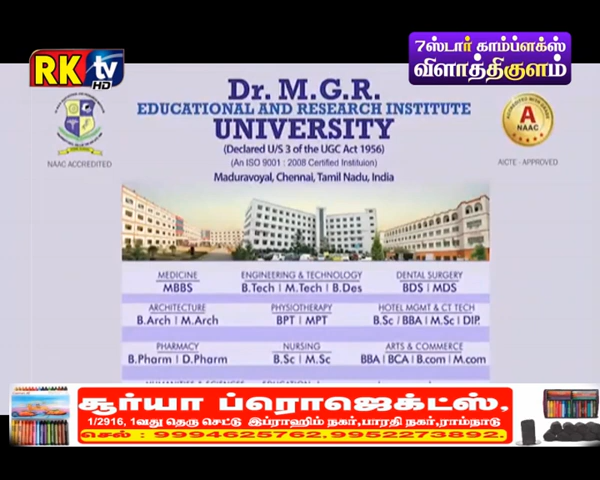 RK tv
HD
7ஸ்டார் காம்ப்ளக்ஸ்
விளாத்திகுளம்
Dr. M.G.R.
EDUCATIONAL AND RESEARCH INSTITUTE
UNIVERSITY
(Declared U/S 3 of the UGC Act 1956)
(An ISO 9001 : 2008 Certified Instituion)
Maduravoyal, Chennai, Tamil Nadu, India
NAAC ACCREDITED
A
NAAC
AICTE - APPROVED
MEDICINE
MBBS
ENGINEERING & TECHNOLOGY
B.Tech | M.Tech | B.Des
DENTAL SURGERY
BDS | MDS
ARCHITECTURE
B.Arch | M.Arch
PHYSIOTHERAPY
BPT | MPT
HOTEL MGMT & CT TECH
B.Sc / BBA | M.Sc | DIP.
PHARMACY
B.Pharm | D.Pharm
NURSING
B.Sc | M.Sc
ARTS & COMMERCE
BBA | BCA | B.com | M.com
சூர்யா ப்ரொஜெக்ட்ஸ்,
1/2916, 1வது தெரு செட்டு இப்ராஹிம் நகர்,பாரதி நகர்,ராம்நாடு
செல் : 9994625762,9952273892.